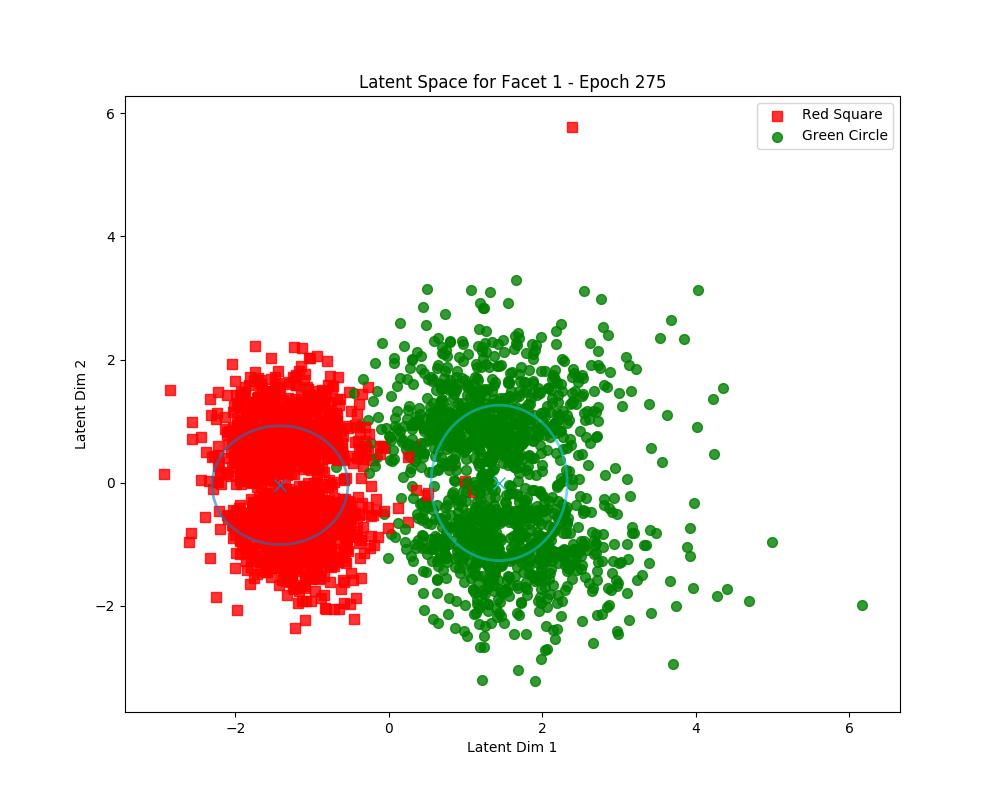 Latent Space for Facet 1 - Epoch 275
Red Square
Green Circle
6
4
2
0
−2
Latent Dim 2
−2 0 2 4 6
Latent Dim 1